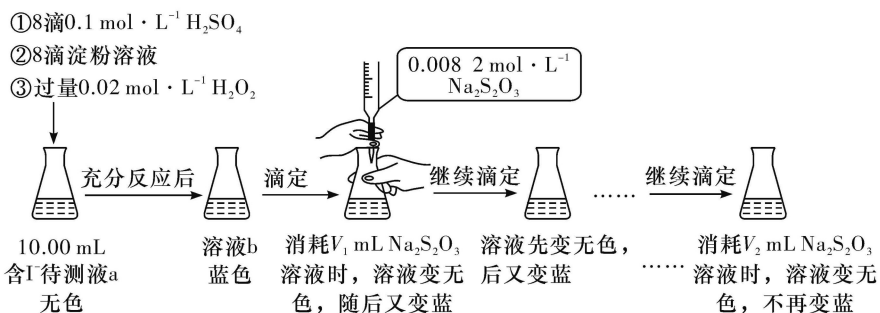 ①8滴0.1 mol·L⁻¹ H₂SO₄
②8滴淀粉溶液
③过量0.02 mol·L⁻¹ H₂O₂
0.008 2 mol·L⁻¹
Na₂S₂O₃
充分反应后
滴定
继续滴定
……
继续滴定
10.00 mL
含I⁻待测液a
无色
溶液b
蓝色
消耗V₁ mL Na₂S₂O₃
溶液时，溶液变无
色，随后又变蓝
溶液先变无色，
后又变蓝
……
消耗V₂ mL Na₂S₂O₃
溶液时，溶液变无
色，不再变蓝